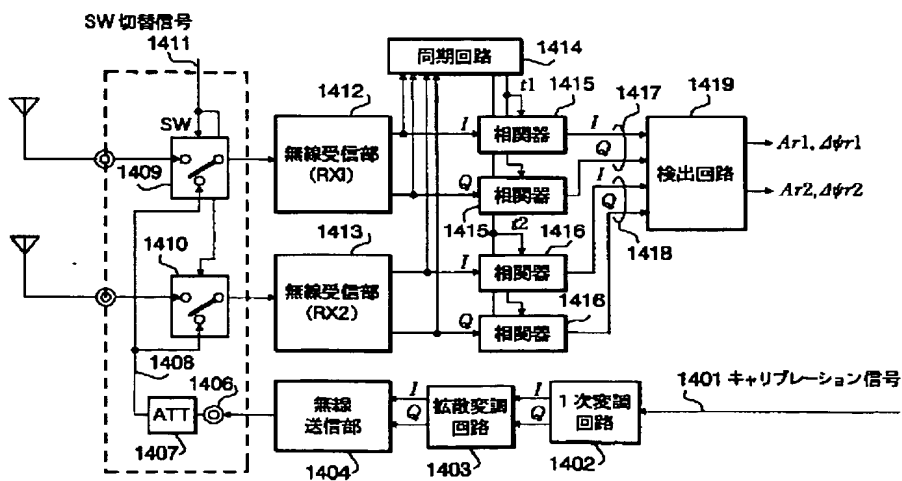 SW 切替信号
1411
同期回路
1414
t1
1415
1417
1419
1412
SW
1409
無線受信部
(RX1)
I
相関器
I
Q
検出回路
Ar1,Δψr1
Q
相関器
I
Ar2,Δψr2
1415
t2
1416
Q
1418
1410
1413
無線受信部
(RX2)
I
相関器
1416
Q
相関器
1408
1406
1401 キャリブレーション信号
ATT
無線
送信部
I
Q
拡散変調
回路
I
Q
1次変調
回路
1407
1404
1403
1402